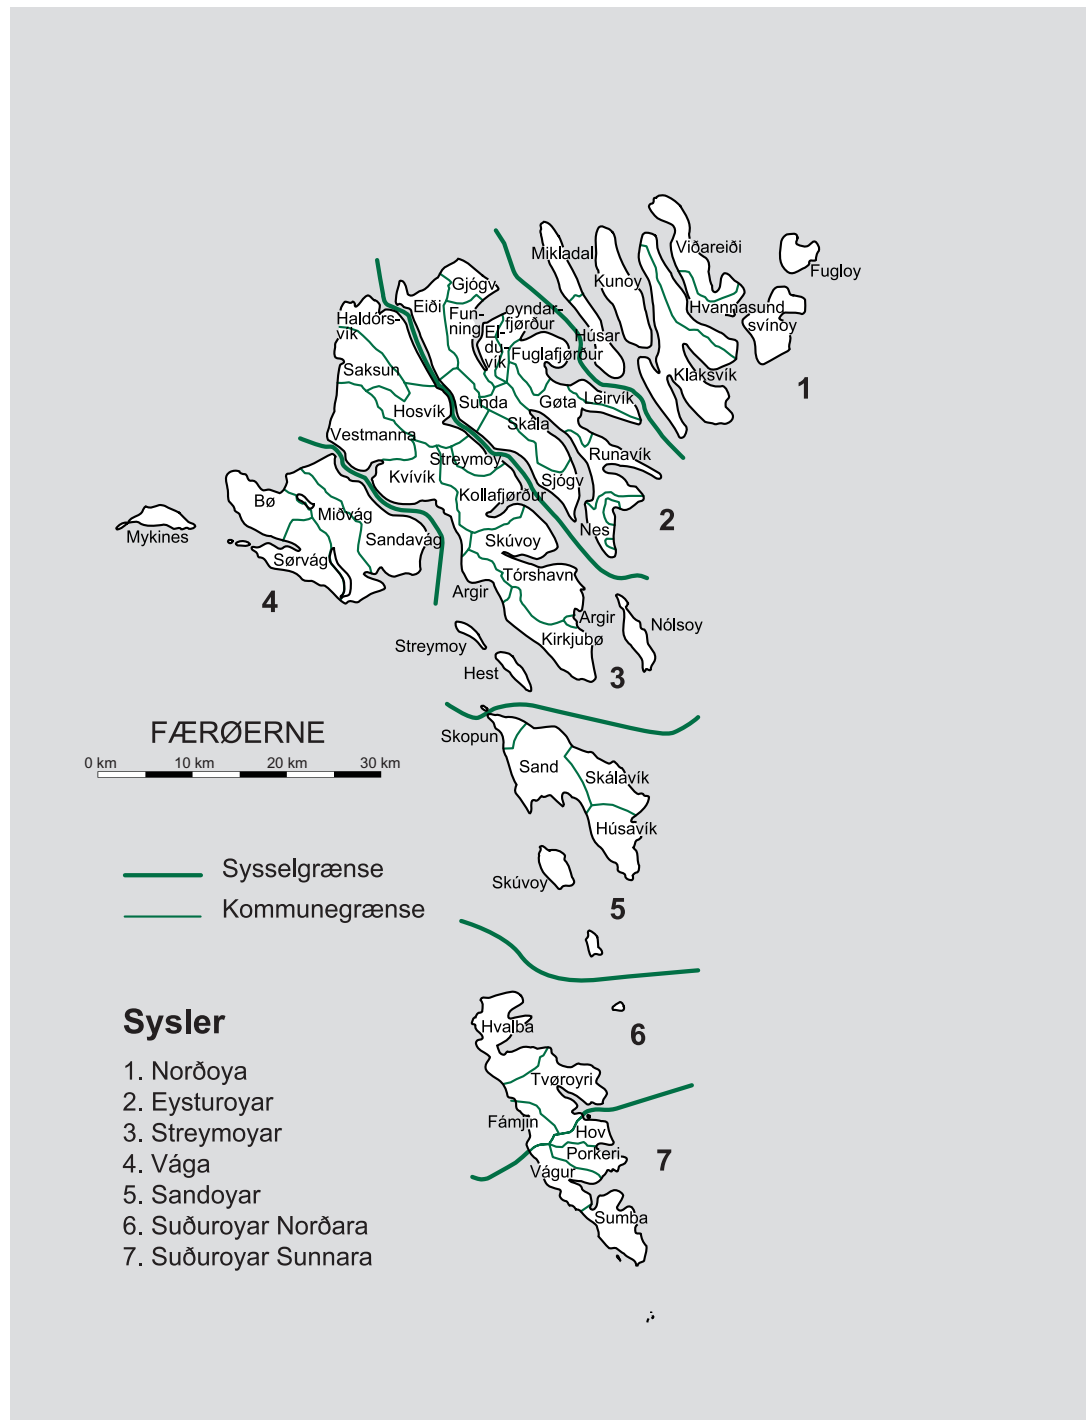 Mikladal
Viðareiði
Fugloy
Kunoy
Gjógv
Eiði
Hvannasund
svínoy
Fun-
ning
oyndar-
fjørður
Haldórs-
vík
El-
du-
vík
Húsar
Fuglafjørður
Saksun
Klaksvík
1
Leirvík
Sunda
Gøta
Hosvík
Skála
Vestmanna
Runavík
Streymoy
Kvívík
Sjógv
Kollafjørður
Bø
Miðvág
2
Nes
Mykines
Sandavág
Skúvoy
Sørvág
Tórshavn
4
Argir
Argir
Nólsoy
Streymoy
Kirkjubø
Hest
3
FÆRØERNE
Skopun
0 km 10 km 20 km 30 km
Sand
Skálavík
Húsavík
Sysselgrænse
Skúvoy
Kommunegrænse
5
Sysler
Hvalba
6
1. Norðoya
2. Eysturoyar
3. Streymoyar
4. Vága
5. Sandoyar
6. Suðuroyar Norðara
7. Suðuroyar Sunnara
Tvøroyri
Fámjin
Hov
Porkeri
7
Vágur
Sumba